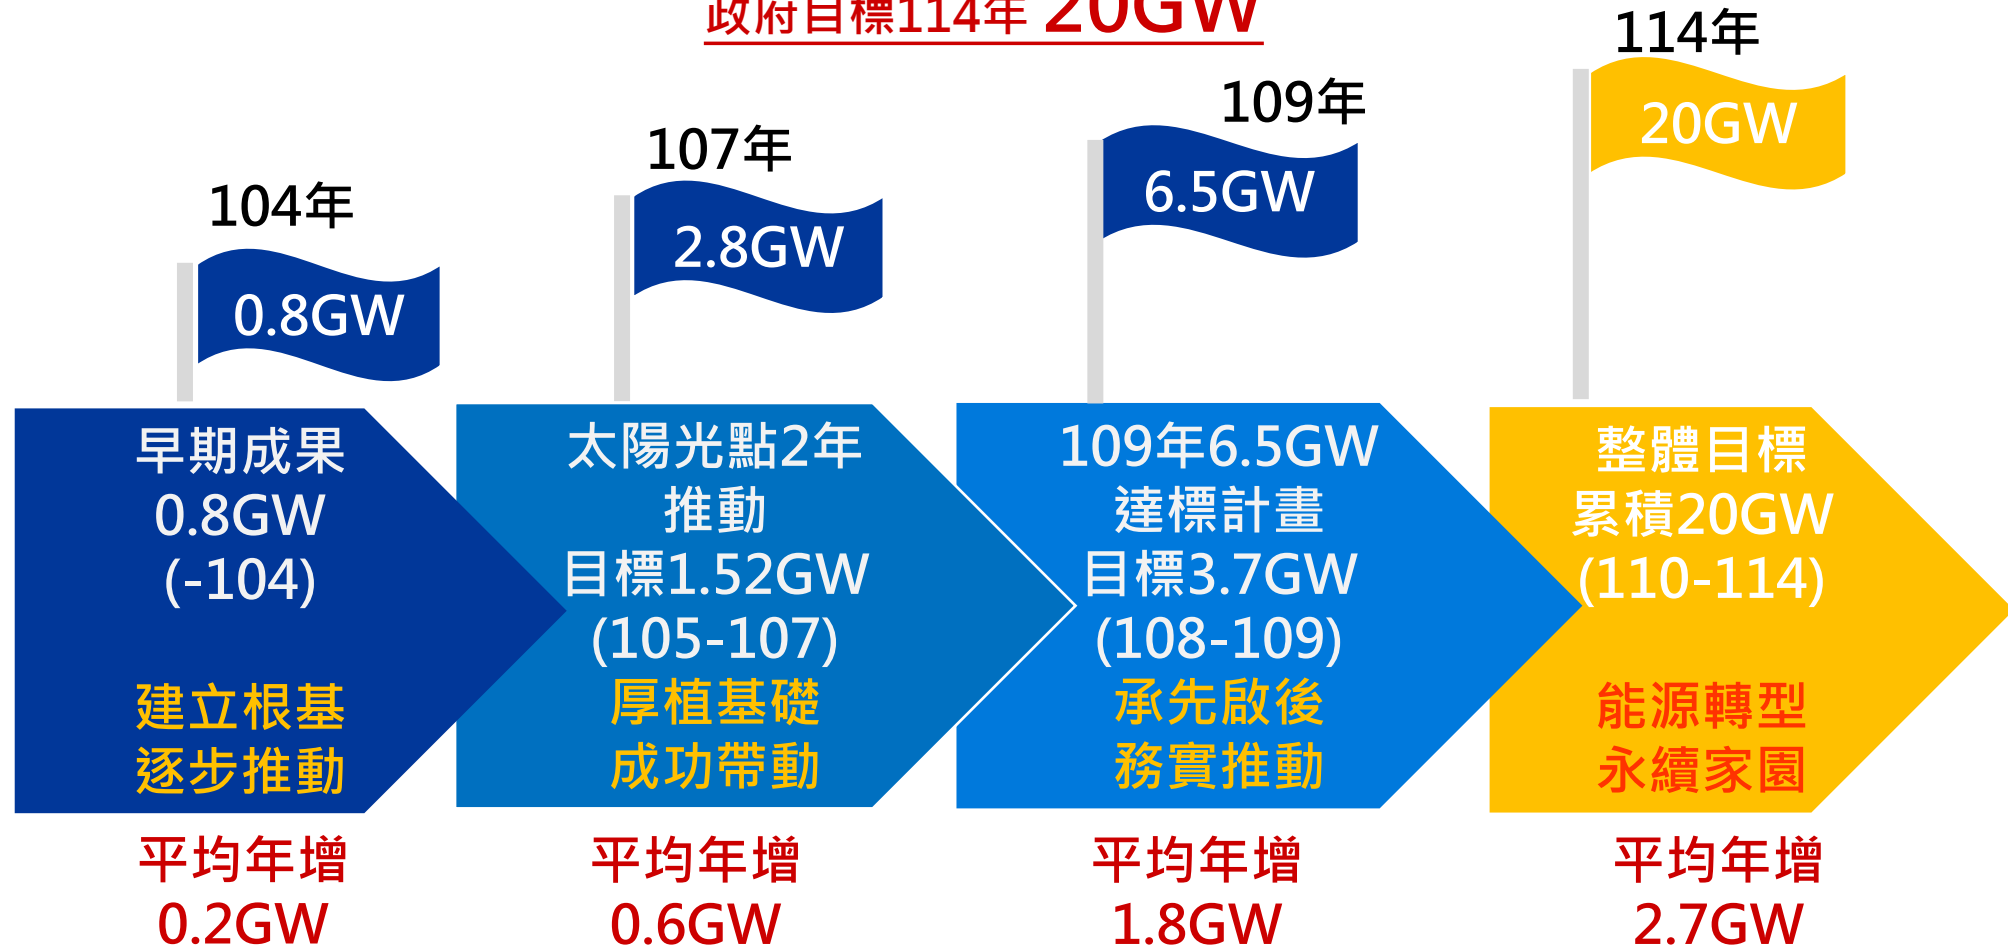 政府目標114年 20GW
104年
0.8GW
107年
2.8GW
109年
6.5GW
114年
20GW
早期成果
0.8GW
(-104)
建立根基
逐步推動
太陽光點2年
推動
目標1.52GW
(105-107)
厚植基礎
成功帶動
109年6.5GW
達標計畫
目標3.7GW
(108-109)
承先啟後
務實推動
整體目標
累積20GW
(110-114)
能源轉型
永續家園
平均年增
0.2GW
平均年增
0.6GW
平均年增
1.8GW
平均年增
2.7GW